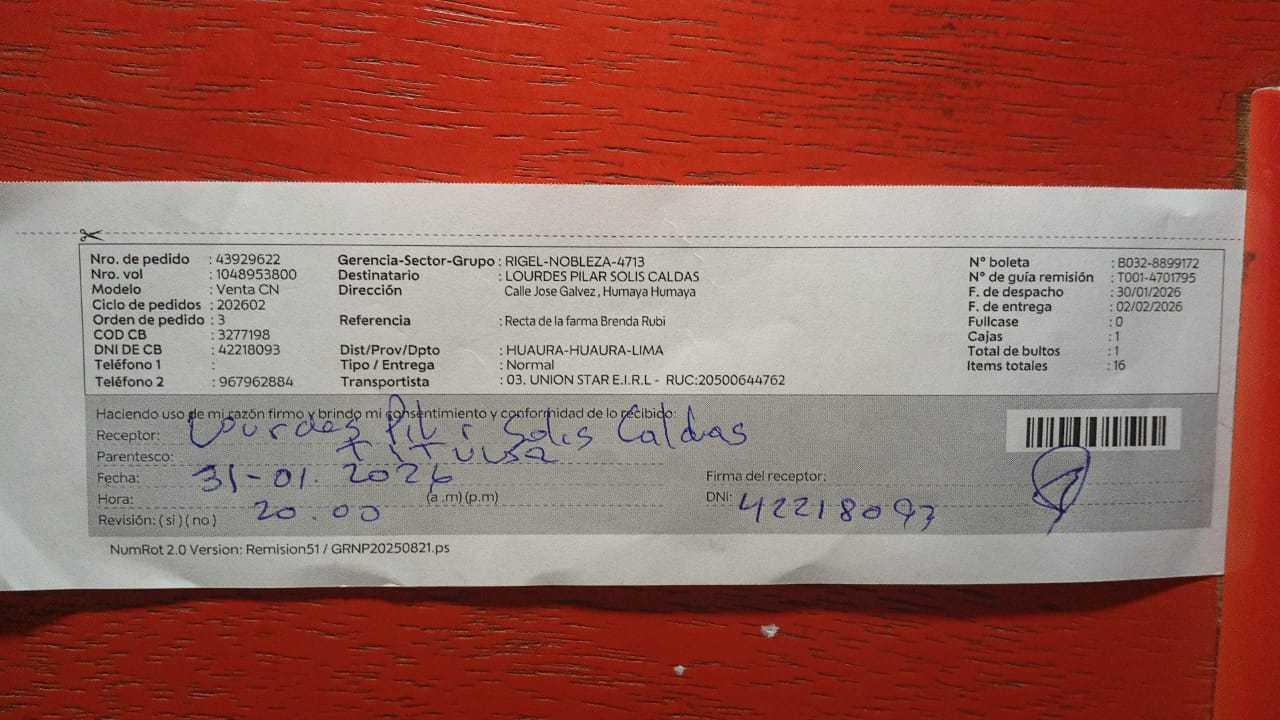 Nro. de pedido : 43929622
Nro. vol : 1048953800
Modelo : Venta CN
Ciclo de pedidos : 202602
Orden de pedido : 3
COD CB : 3277198
DNI DE CB : 42218093
Teléfono 1 :
Teléfono 2 : 967962884
Gerencia-Sector-Grupo : RIGEL-NOBLEZA-4713
Destinatario : LOURDES PILAR SOLIS CALDAS
Dirección Calle Jose Galvez , Humaya Humaya
Referencia : Recta de la farma Brenda Rubi
Dist/Prov/Dpto : HUAURA-HUAURA-LIMA
Tipo / Entrega : Normal
Transportista : 03. UNION STAR E.I.R.L - RUC:20500644762
N° boleta : B032-8899172
N° de guía remisión : T001-4701795
F. de despacho : 30/01/2026
F. de entrega : 02/02/2026
Fullcase : 0
Cajas : 1
Total de bultos : 1
Items totales : 16
Haciendo uso de mi razón firmo y brindo mi consentimiento y conformidad de lo recibido:
Receptor: Lourdes Pilar Solis Caldas
Parentesco: Titular
Fecha: 31-01.2026
Hora: 20.00 (a .m) (p.m)
Revisión: ( si ) ( no )
Firma del receptor:
DNI: 42218093
NumRot 2.0 Version: Remision51 / GRNP20250821.ps